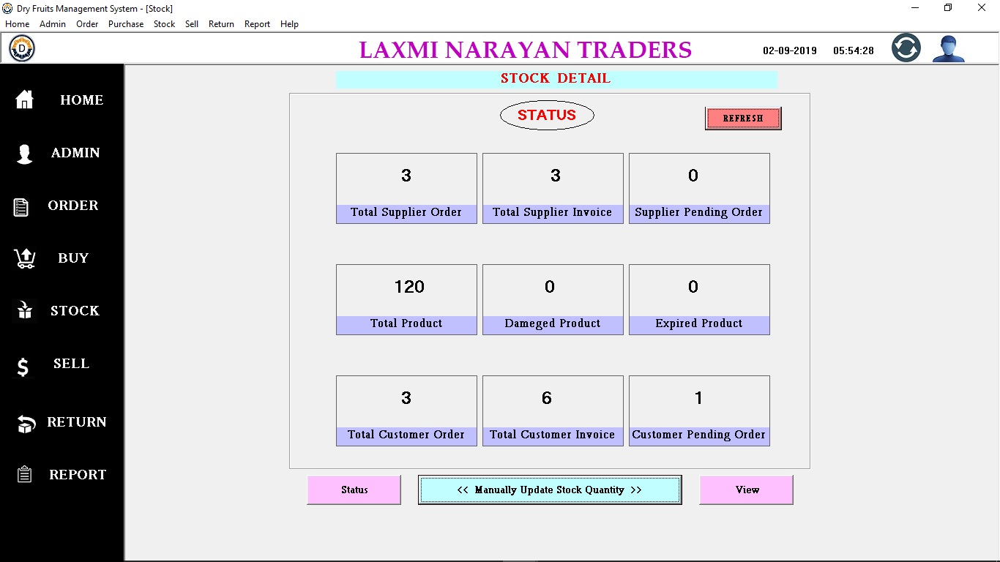 Dry Fruits Management System - [Stock]
Home Admin Order Purchase Stock Sell Return Report Help
D
LAXMI NARAYAN TRADERS
02-09-2019 05:54:28
HOME
ADMIN
ORDER
BUY
STOCK
SELL
RETURN
REPORT
STOCK DETAIL
STATUS
REFRESH
3 3 0
Total Supplier Order Total Supplier Invoice Supplier Pending Order
120 0 0
Total Product Dameged Product Expired Product
3 6 1
Total Customer Order Total Customer Invoice Customer Pending Order
Status << Manually Update Stock Quantity >> View